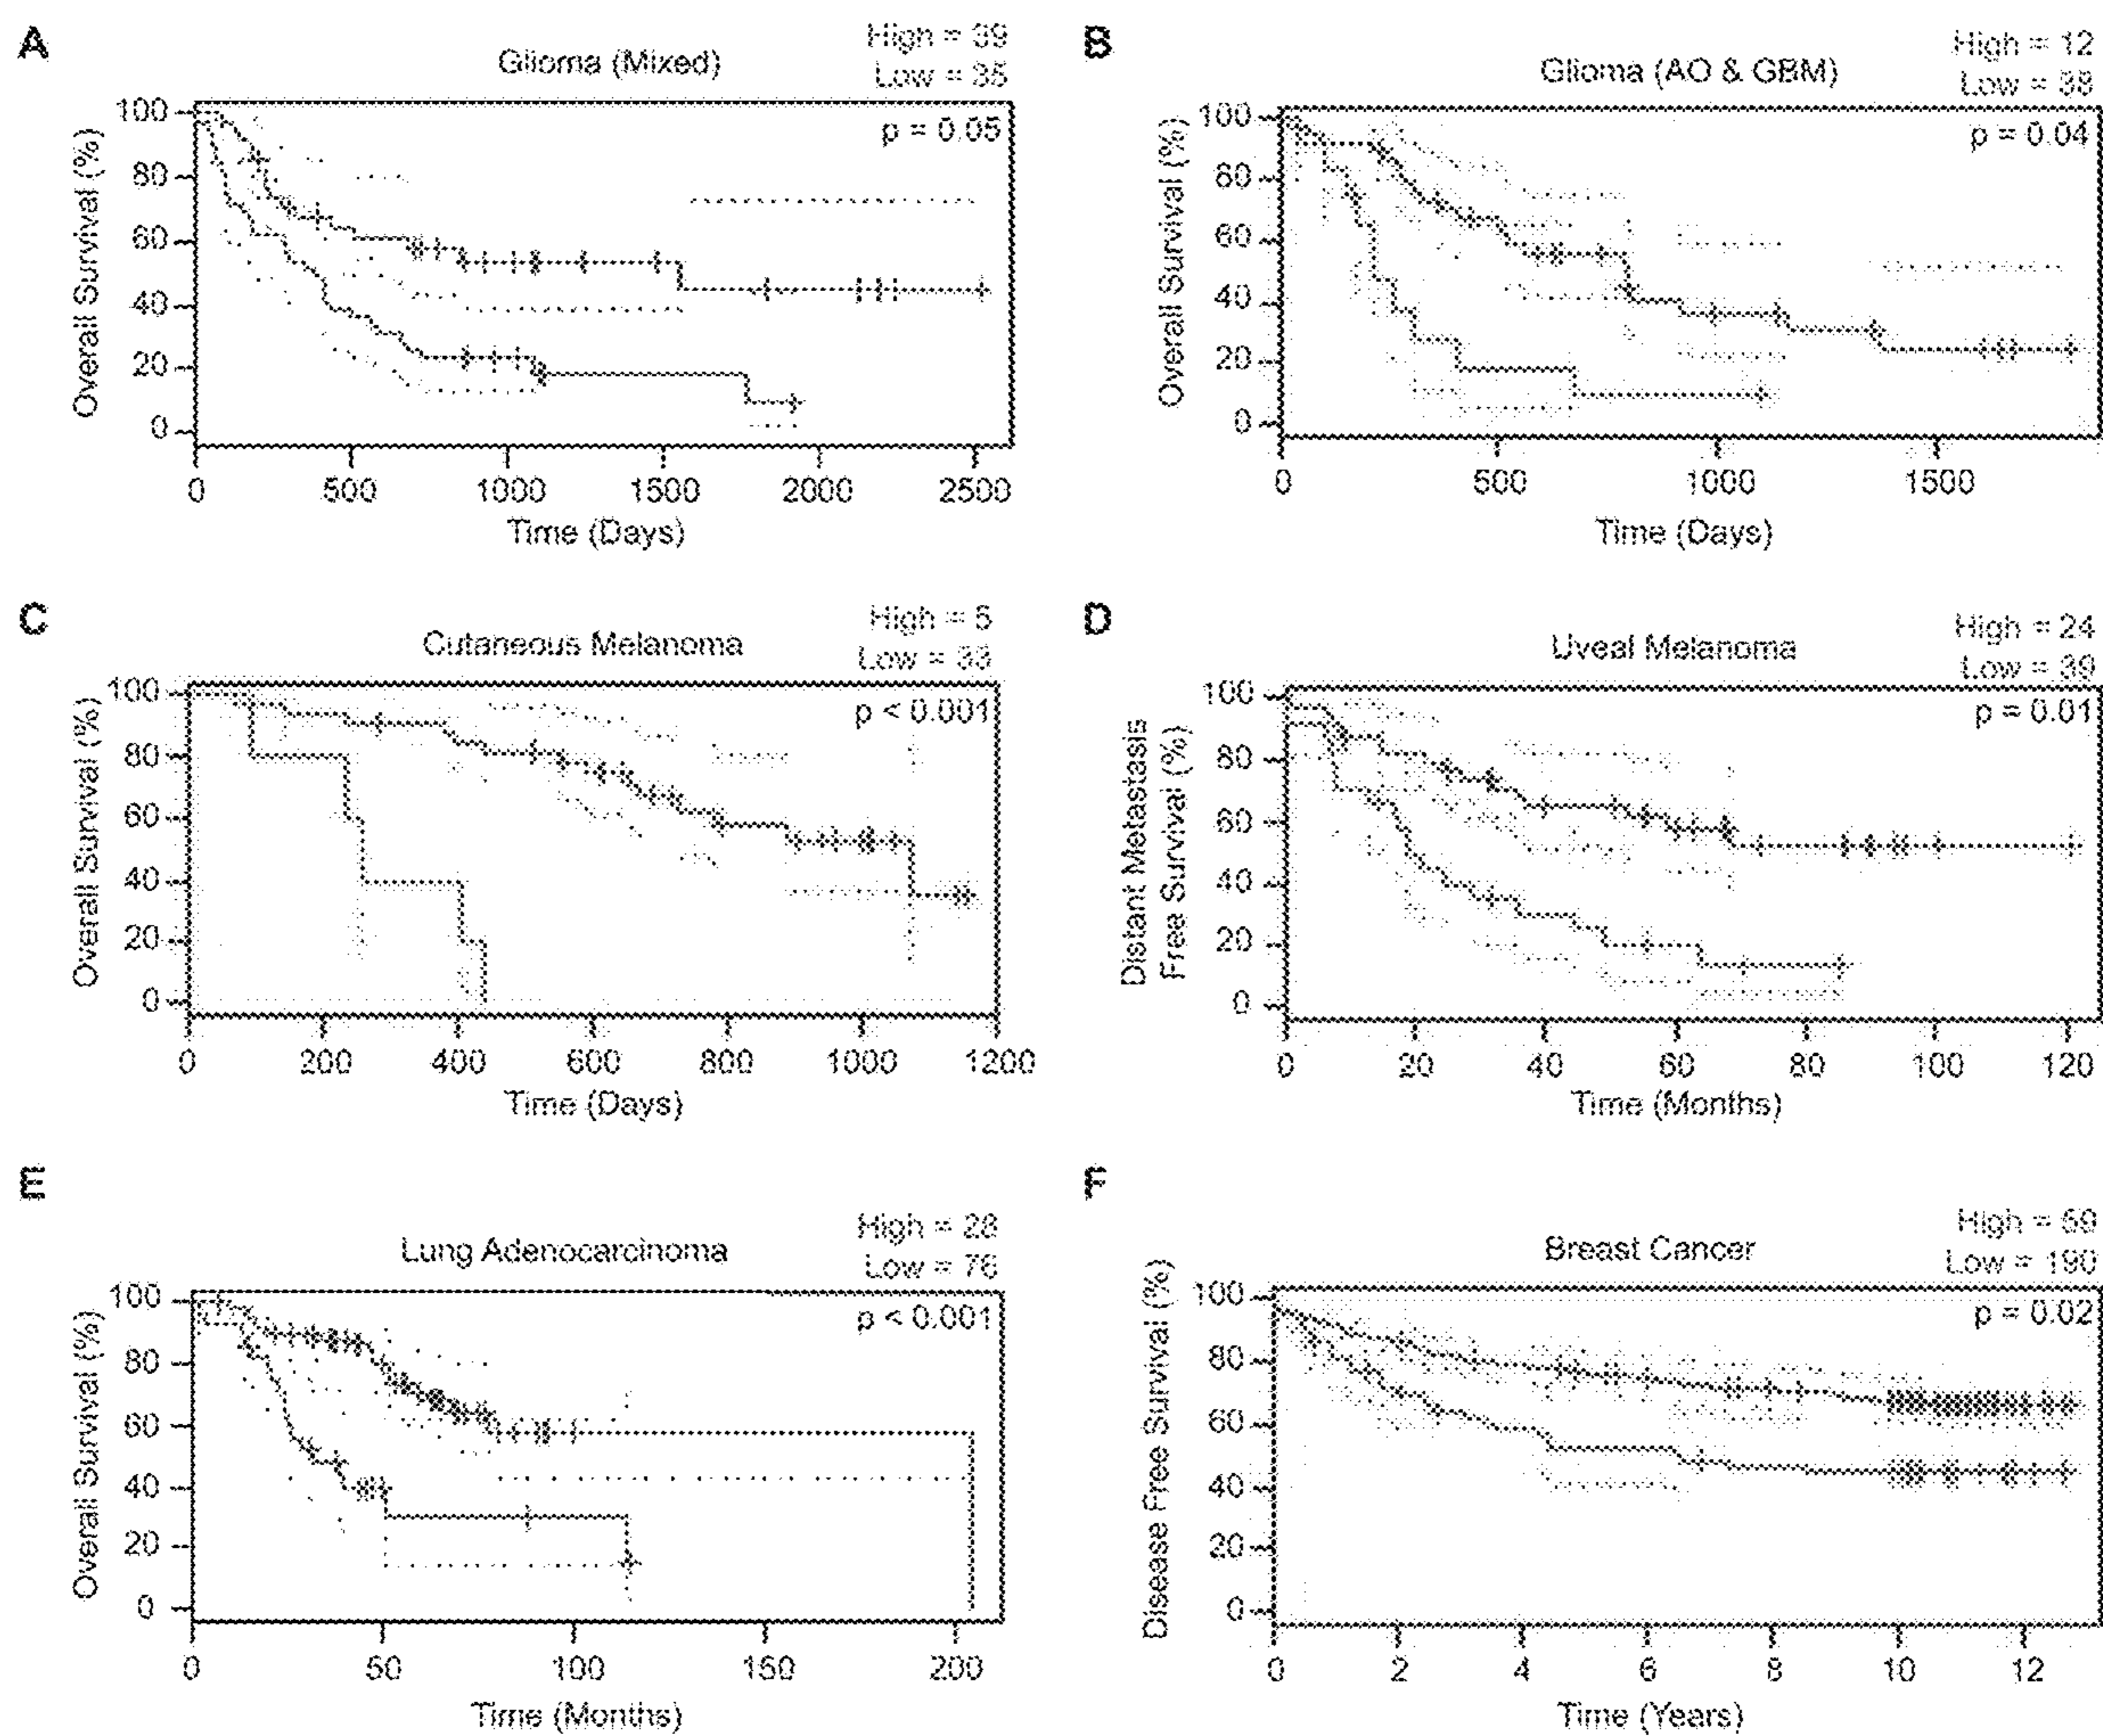 A
Glioma (Mixed)
High = 39
Low = 35
p = 0.05
Overall Survival (%)
100
80
60
40
20
0
0 500 1000 1500 2000 2500
Time (Days)
B
Glioma (AO & GBM)
High = 12
Low = 38
p = 0.04
Overall Survival (%)
100
80
60
40
20
0
0 500 1000 1500
Time (Days)
C
Cutaneous Melanoma
High = 5
Low = 33
p < 0.001
Overall Survival (%)
100
80
60
40
20
0
0 200 400 600 800 1000 1200
Time (Days)
D
Uveal Melanoma
High = 24
Low = 39
p = 0.01
Distant Metastasis
Free Survival (%)
100
80
60
40
20
0
0 20 40 60 80 100 120
Time (Months)
E
Lung Adenocarcinoma
High = 28
Low = 76
p < 0.001
Overall Survival (%)
100
80
60
40
20
0
0 50 100 150 200
Time (Months)
F
Breast Cancer
High = 59
Low = 190
p = 0.02
Disease Free Survival (%)
100
80
60
40
20
0
0 2 4 6 8 10 12
Time (Years)